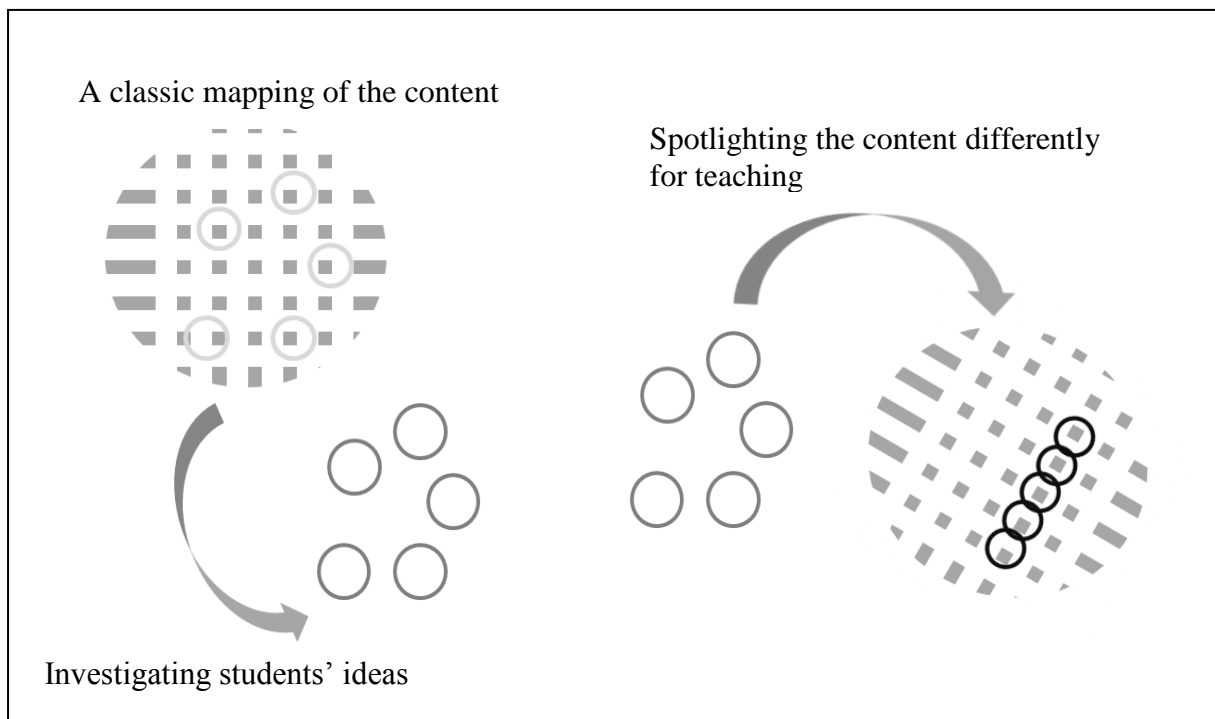 A classic mapping of the content
Spotlighting the content differently
for teaching
Investigating students’ ideas